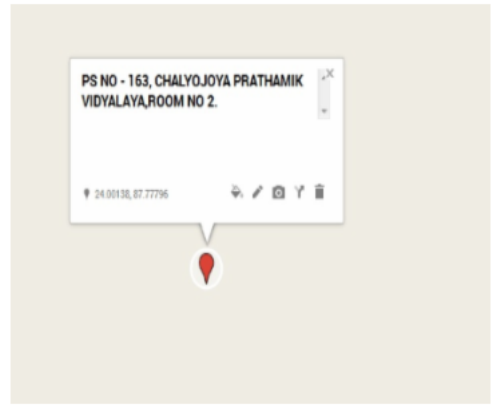 PS NO - 163, CHALYOJOYA PRATHAMIK
VIDYALAYA,ROOM NO 2.
24.00138, 87.77796